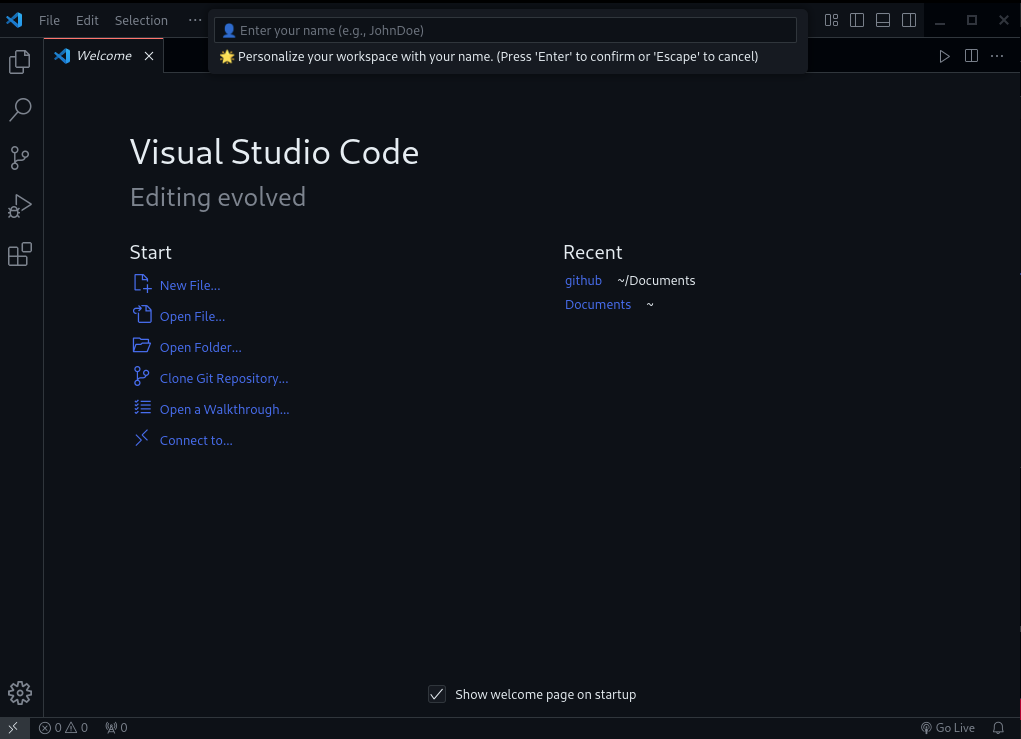 File Edit Selection ···
👤 Enter your name (e.g., JohnDoe)
🌟 Personalize your workspace with your name. (Press 'Enter' to confirm or 'Escape' to cancel)
Welcome
Visual Studio Code
Editing evolved
Start
New File...
Open File...
Open Folder...
Clone Git Repository...
Open a Walkthrough...
Connect to...
Recent
github ~/Documents
Documents ~
Show welcome page on startup
0 0 0 Go Live